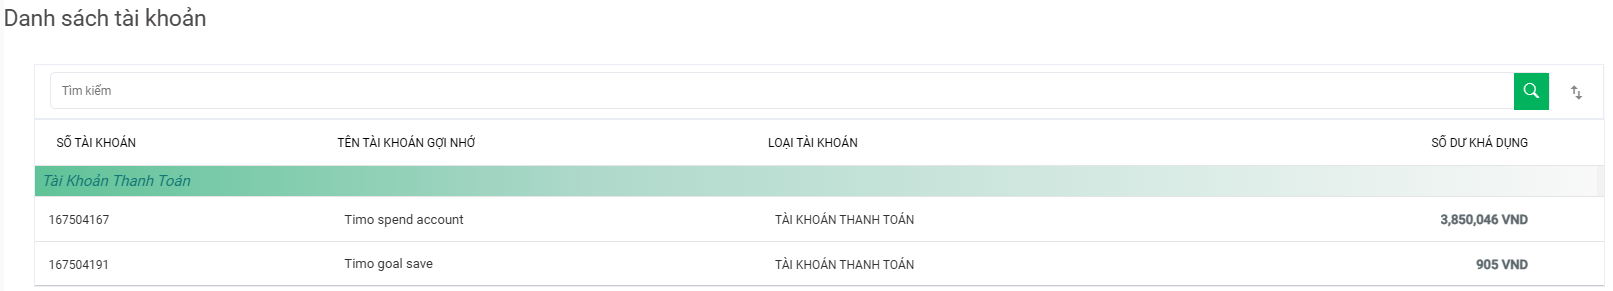 Danh sách tài khoản
Tìm kiếm
SỐ TÀI KHOẢN TÊN TÀI KHOẢN GỢI NHỚ LOẠI TÀI KHOẢN SỐ DƯ KHẢ DỤNG
Tài Khoản Thanh Toán
167504167 Timo spend account TÀI KHOẢN THANH TOÁN 3,850,046 VND
167504191 Timo goal save TÀI KHOẢN THANH TOÁN 905 VND